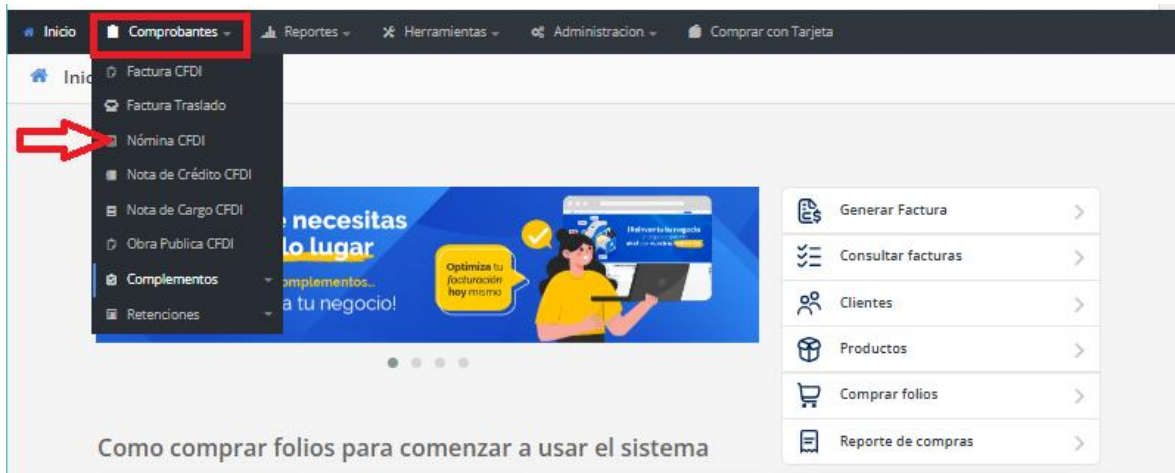 Inicio Comprobantes Reportes Herramientas Administracion Comprar con Tarjeta
Inic
Factura CFDI
Factura Traslado
Nómina CFDI
Nota de Crédito CFDI
Nota de Cargo CFDI
Obra Publica CFDI
Complementos
Retenciones
e necesitas
lo lugar
omplementos..
a tu negocio!
Optimiza tu
facturación
hoy mismo
¡Reinventa tu negocio
Generar Factura
Consultar facturas
Clientes
Productos
Comprar folios
Reporte de compras
Como comprar folios para comenzar a usar el sistema